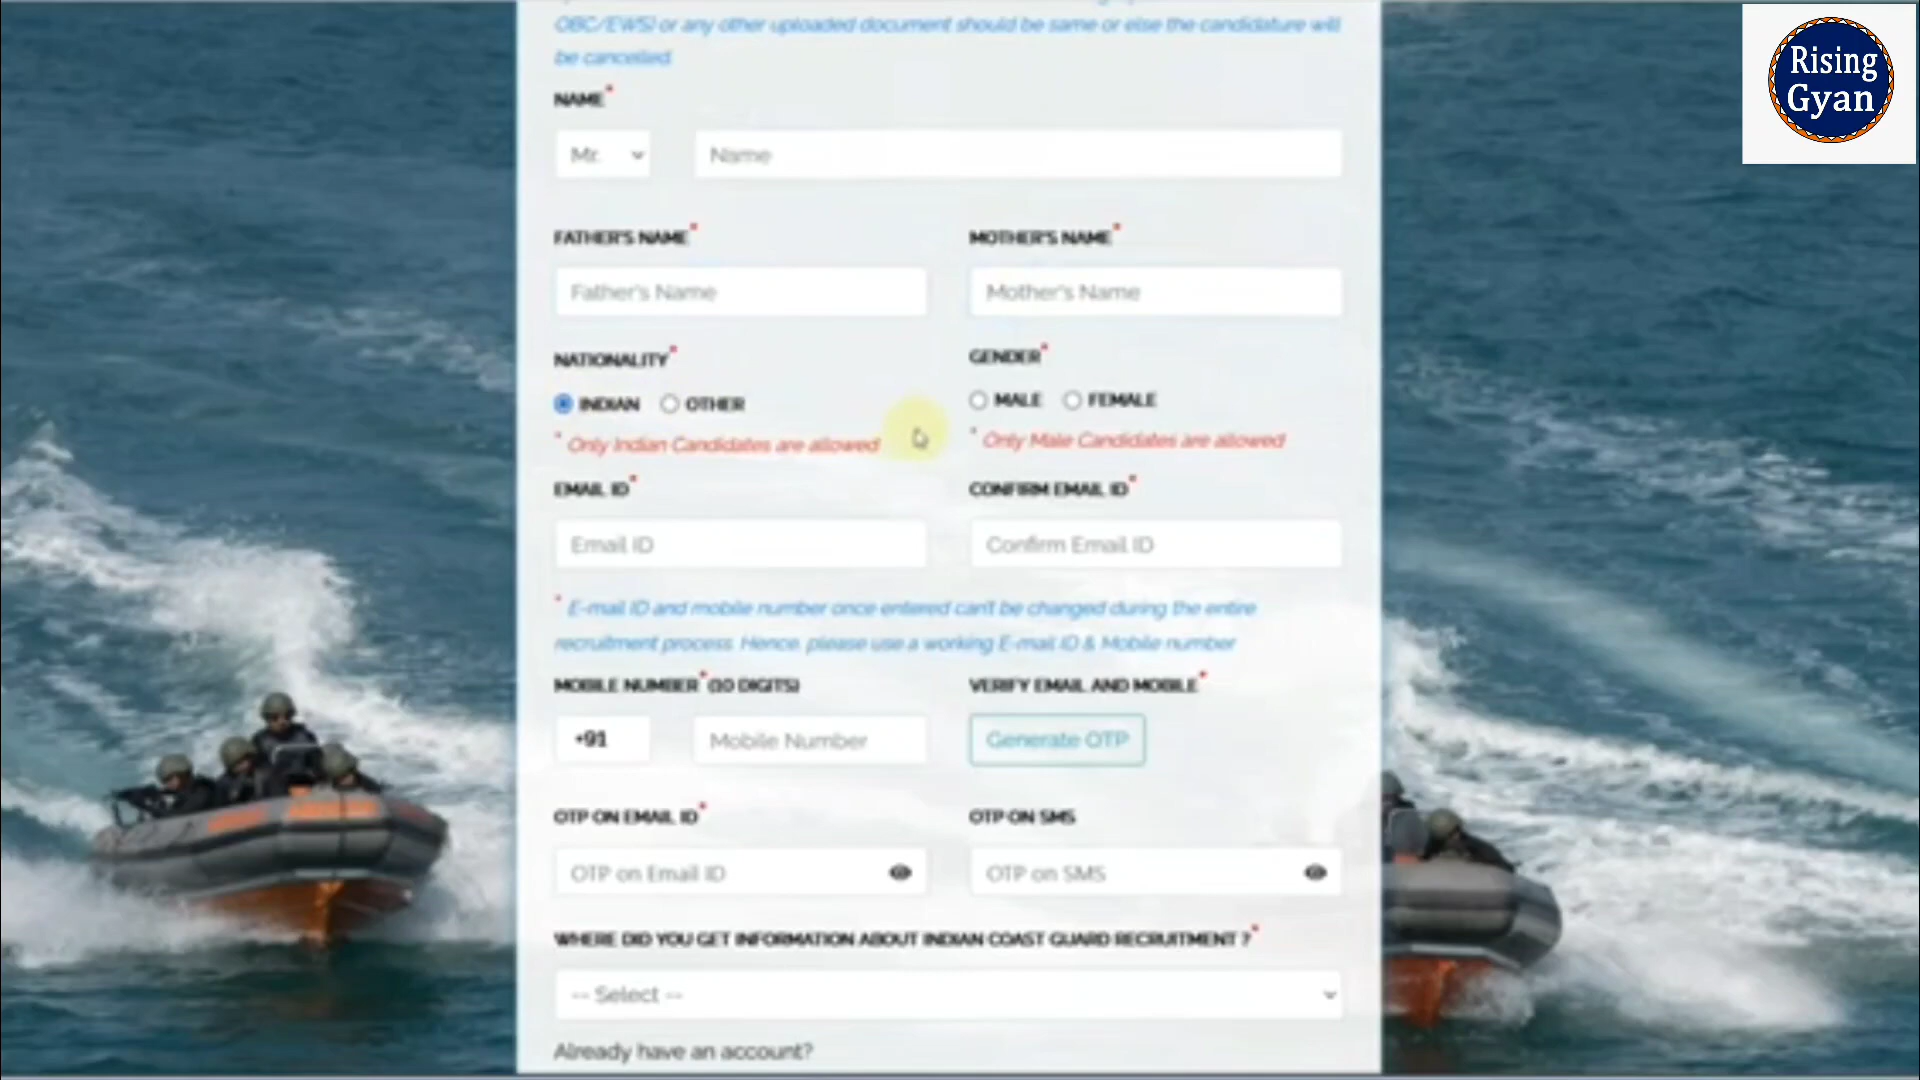 OBC/EWS) or any other uploaded document should be same or else the candidature will
be cancelled.
NAME*
Mr.
Name
FATHER'S NAME*
MOTHER'S NAME*
Father's Name
Mother's Name
NATIONALITY*
GENDER*
INDIAN
OTHER
MALE
FEMALE
* Only Indian Candidates are allowed
* Only Male Candidates are allowed
EMAIL ID*
CONFIRM EMAIL ID*
Email ID
Confirm Email ID
* E-mail ID and mobile number once entered can't be changed during the entire
recruitment process. Hence, please use a working E-mail ID & Mobile number
MOBILE NUMBER* (10 DIGITS)
VERIFY EMAIL AND MOBILE*
+91
Mobile Number
Generate OTP
OTP ON EMAIL ID*
OTP ON SMS
OTP on Email ID
OTP on SMS
WHERE DID YOU GET INFORMATION ABOUT INDIAN COAST GUARD RECRUITMENT ?*
-- Select --
Already have an account?
Rising
Gyan